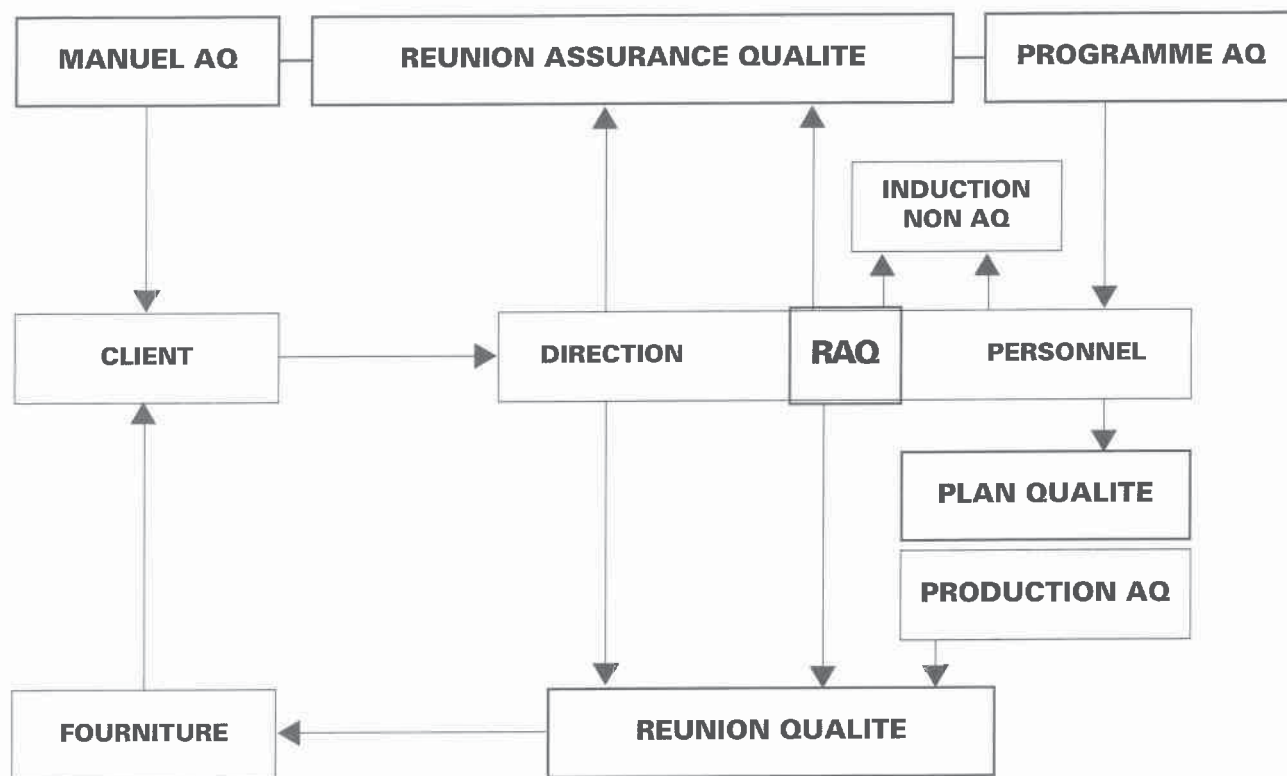 MANUEL AQ
REUNION ASSURANCE QUALITE
PROGRAMME AQ
INDUCTION
NON AQ
CLIENT
DIRECTION
RAQ
PERSONNEL
PLAN QUALITE
PRODUCTION AQ
FOURNITURE
REUNION QUALITE